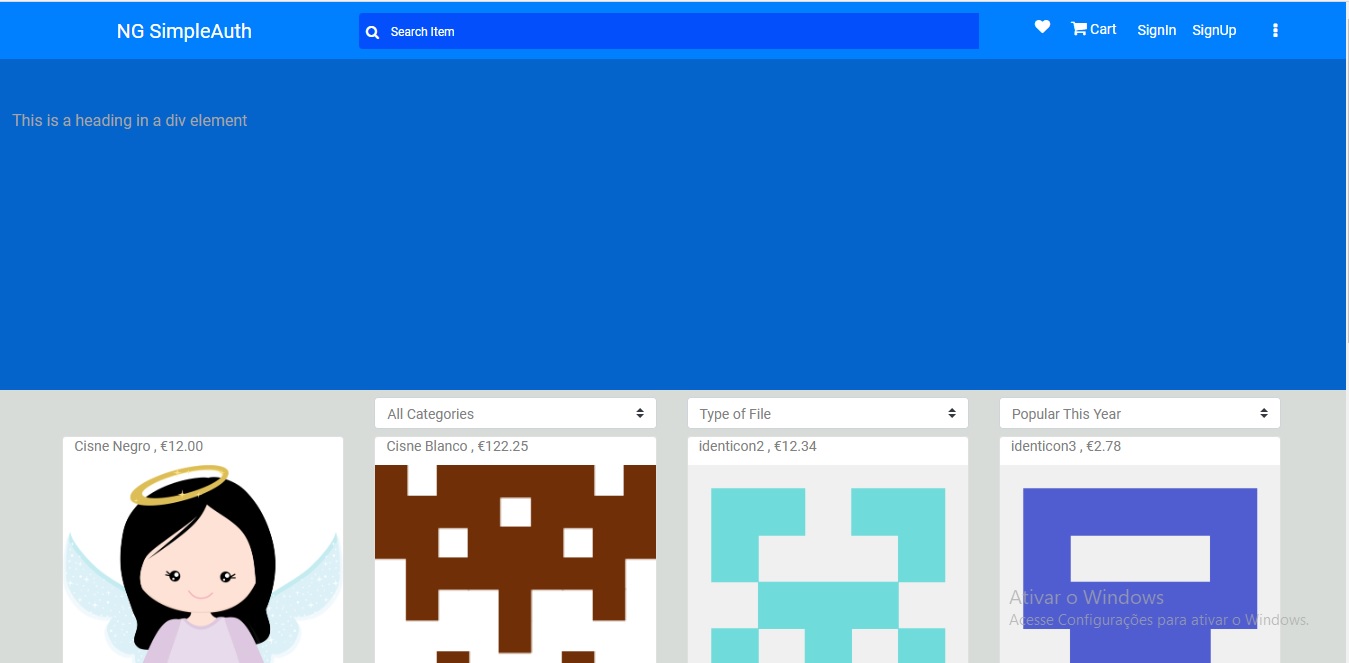 NG SimpleAuth
Search Item
Cart
SignIn
SignUp
This is a heading in a div element
All Categories
Type of File
Popular This Year
Cisne Negro , €12.00
Cisne Blanco , €122.25
identicon2 , €12.34
identicon3 , €2.78
Ativar o Windows
Acesse Configurações para ativar o Windows.